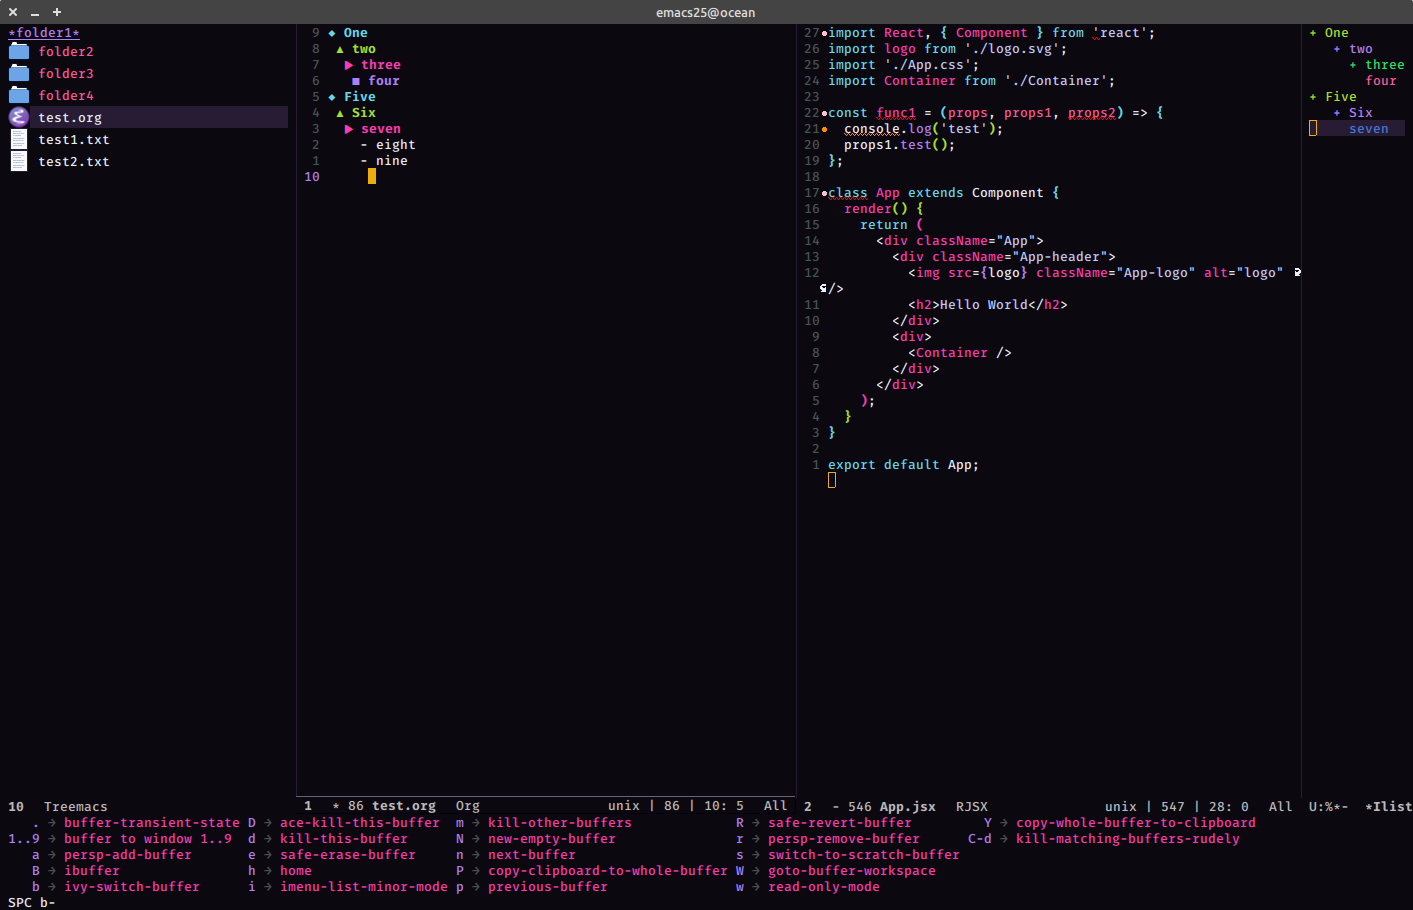 emacs25@ocean
*folder1*
folder2
folder3
folder4
test.org
test1.txt
test2.txt
9 ◆ One
8 ▲ two
7 ▶ three
6 ■ four
5 ◆ Five
4 ▲ Six
3 ▶ seven
2 - eight
1 - nine
10
27 import React, { Component } from 'react';
26 import logo from './logo.svg';
25 import './App.css';
24 import Container from './Container';
23
22 const func1 = (props, props1, props2) => {
21 console.log('test');
20 props1.test();
19 };
18
17 class App extends Component {
16 render() {
15 return (
14 <div className="App">
13 <div className="App-header">
12 <img src={logo} className="App-logo" alt="logo"
/>
11 <h2>Hello World</h2>
10 </div>
9 <div>
8 <Container />
7 </div>
6 </div>
5 );
4 }
3 }
2
1 export default App;
+ One
+ two
+ three
four
+ Five
+ Six
seven
10 Treemacs
1 * 86 test.org Org unix | 86 | 10: 5 All
2 - 546 App.jsx RJSX unix | 547 | 28: 0 All
U:%*- *Ilist
. → buffer-transient-state D → ace-kill-this-buffer m → kill-other-buffers R → safe-revert-buffer Y → copy-whole-buffer-to-clipboard
1..9 → buffer to window 1..9 d → kill-this-buffer N → new-empty-buffer r → persp-remove-buffer C-d → kill-matching-buffers-rudely
a → persp-add-buffer e → safe-erase-buffer n → next-buffer s → switch-to-scratch-buffer
B → ibuffer h → home P → copy-clipboard-to-whole-buffer W → goto-buffer-workspace
b → ivy-switch-buffer i → imenu-list-minor-mode p → previous-buffer w → read-only-mode
SPC b-